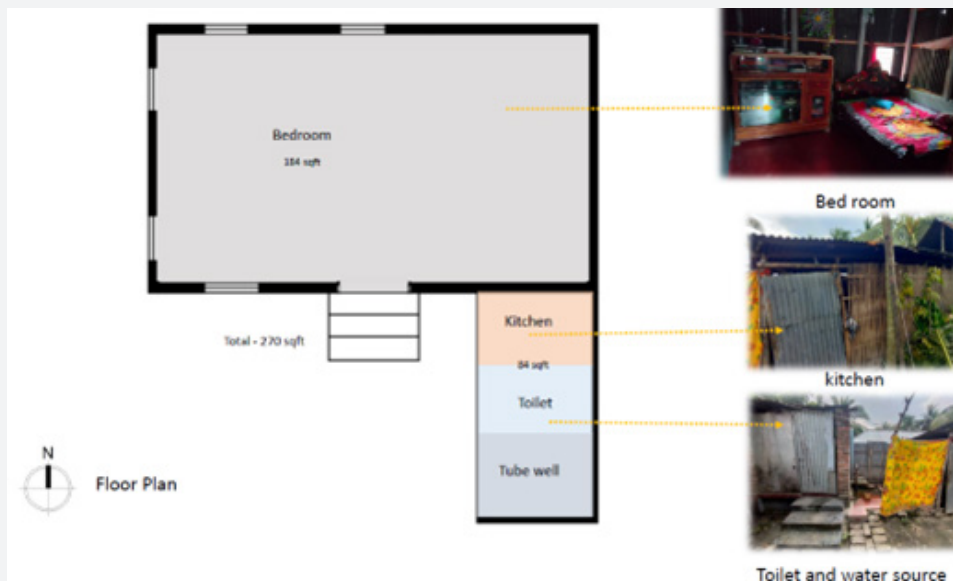 Bedroom
184 sqft
Bed room
Kitchen
Total - 270 sqft
84 sqft
kitchen
Toilet
N
Tube well
Floor Plan
Toilet and water source